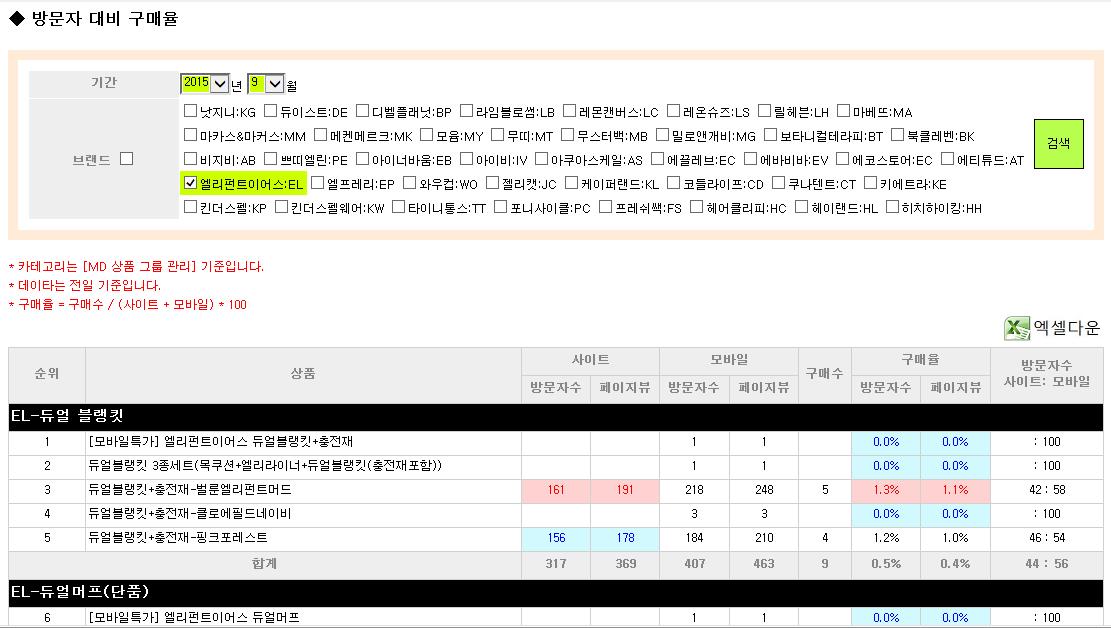 ◆ 방문자 대비 구매율
기간 2015 년 9 월
브랜드
낫지니:KG 듀이스트:DE 디벨플래닛:BP 라임블로썸:LB 레몬캔버스:LC 레온슈즈:LS 릴헤븐:LH 마베뜨:MA
마카스&마커스:MM 메켄메르크:MK 모윰:MY 무띠:MT 무스터백:MB 밀로앤개비:MG 보타니컬테라피:BT 북클레벤:BK
비지비:AB 쁘띠엘린:PE 아이너바움:EB 아이비:IV 아쿠아스케일:AS 에끌레브:EC 에바비바:EV 에코스토어:EC 에티튜드:AT
엘리펀트이어스:EL 엘프레리:EP 와우컵:WO 젤리캣:JC 케이퍼랜드:KL 코들라이프:CD 쿠나텐트:CT 키에트라:KE
킨더스펠:KP 킨더스펠웨어:KW 타이니통스:TT 포니사이클:PC 프레쉬쩍:FS 헤어클리피:HC 헤이랜드:HL 히치하이킹:HH
검색
* 카테고리는 [MD 상품 그룹 관리] 기준입니다.
* 데이타는 전일 기준입니다.
* 구매율 = 구매수 / (사이트 + 모바일) * 100
엑셀다운
순위 상품 사이트 모바일 구매수 구매율 방문자수
사이트: 모바일
방문자수 페이지뷰 방문자수 페이지뷰 방문자수 페이지뷰
EL-듀얼 블랭킷
1 [모바일특가] 엘리펀트이어스 듀얼블랭킷+충전재 1 1 0.0% 0.0% : 100
2 듀얼블랭킷 3종세트(목쿠션+엘리라이너+듀얼블랭킷(충전재포함)) 1 1 0.0% 0.0% : 100
3 듀얼블랭킷+충전재-벌룬엘리펀트머드 161 191 218 248 5 1.3% 1.1% 42 : 58
4 듀얼블랭킷+충전재-클로에필드네이비 3 3 0.0% 0.0% : 100
5 듀얼블랭킷+충전재-핑크포레스트 156 178 184 210 4 1.2% 1.0% 46 : 54
합계 317 369 407 463 9 0.5% 0.4% 44 : 56
EL-듀얼머프(단품)
6 [모바일특가] 엘리펀트이어스 듀얼머프 1 1 0.0% 0.0% : 100